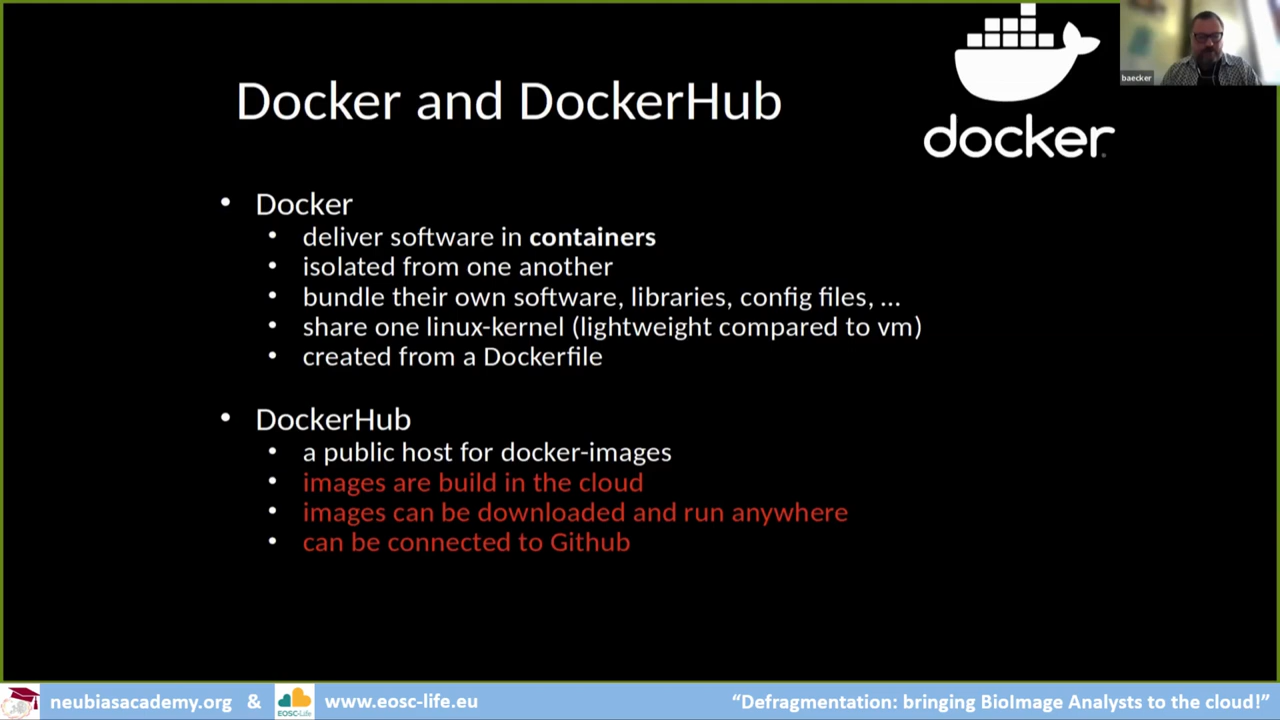 baecker
docker
Docker and DockerHub
• Docker
• deliver software in containers
• isolated from one another
• bundle their own software, libraries, config files, ...
• share one linux-kernel (lightweight compared to vm)
• created from a Dockerfile
• DockerHub
• a public host for docker-images
• images are build in the cloud
• images can be downloaded and run anywhere
• can be connected to Github
neubiasacademy.org & EOSC-Life www.eosc-life.eu “Defragmentation: bringing BioImage Analysts to the cloud!”